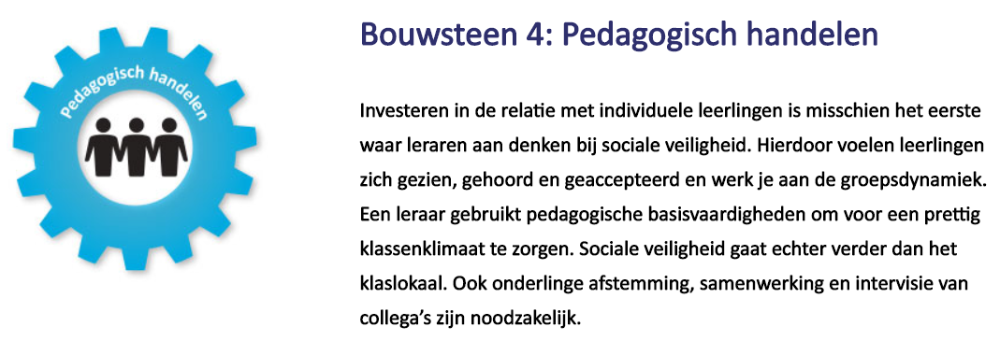 Pedagogisch handelen
Bouwsteen 4: Pedagogisch handelen
Investeren in de relatie met individuele leerlingen is misschien het eerste
waar leraren aan denken bij sociale veiligheid. Hierdoor voelen leerlingen
zich gezien, gehoord en geaccepteerd en werk je aan de groepsdynamiek.
Een leraar gebruikt pedagogische basisvaardigheden om voor een prettig
klassenklimaat te zorgen. Sociale veiligheid gaat echter verder dan het
klaslokaal. Ook onderlinge afstemming, samenwerking en intervisie van
collega’s zijn noodzakelijk.